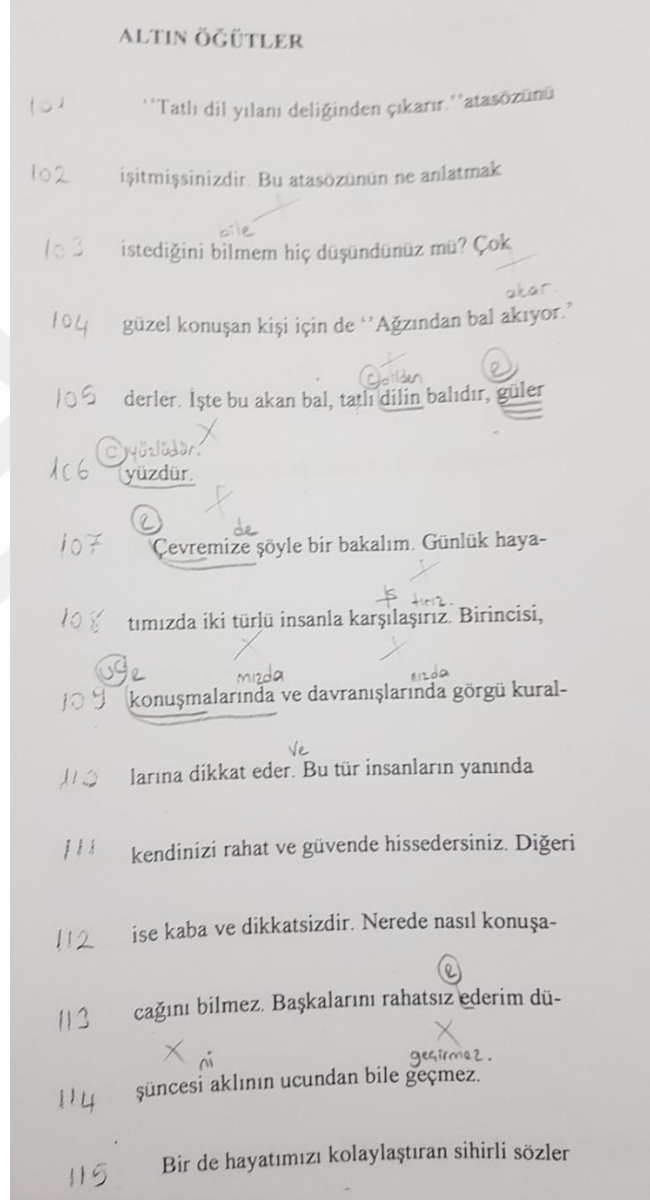 ALTIN ÖĞÜTLER
101 ''Tatlı dil yılanı deliğinden çıkarır.''atasözünü
102 işitmişsinizdir. Bu atasözünün ne anlatmak
bile
103 istediğini bilmem hiç düşündünüz mü? Çok
akar.
104 güzel konuşan kişi için de ''Ağzından bal akıyor.'
C dilden e
105 derler. İşte bu akan bal, tatlı dilin balıdır, güler
C yüzlüdür.
106 yüzdür.
e de
107 Çevremize şöyle bir bakalım. Günlük haya-
tırız.
108 tımızda iki türlü insanla karşılaşırız. Birincisi,
mızda nızda
109 konuşmalarında ve davranışlarında görgü kural-
ve
110 larına dikkat eder. Bu tür insanların yanında
111 kendinizi rahat ve güvende hissedersiniz. Diğeri
112 ise kaba ve dikkatsizdir. Nerede nasıl konuşa-
e
113 cağını bilmez. Başkalarını rahatsız ederim dü-
ni geçirmez.
114 şüncesi aklının ucundan bile geçmez.
115 Bir de hayatımızı kolaylaştıran sihirli sözler